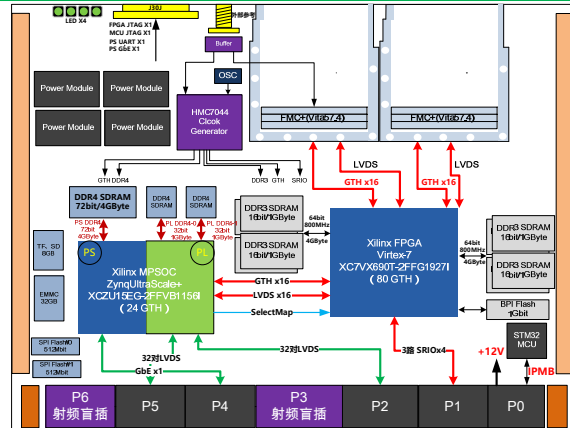 J30J
外部参考
LED X4
FPGA JTAG X1
MCU JTAG X1
PS UART X1
PS GbE X1
Buffer
OSC
Power Module
Power Module
Power Module
Power Module
HMC7044
Clcok
Generator
FMC+(Vita57.4)
FMC+(Vita57.4)
GTH
DDR4
DDR3
GTH
SRIO
LVDS
LVDS
GTH x16
GTH x16
DDR4 SDRAM
72bit/4GByte
DDR4
SDRAM
DDR4
SDRAM
PS DDR4
72bit
4GByte
PL DDR4-0
32bit
1GByte
PL DDR4-1
32bit
1GByte
DDR3 SDRAM
16bit/1GByte
DDR3 SDRAM
16bit/1GByte
64bit
800MHz
4GByte
64bit
800MHz
4GByte
DDR3 SDRAM
16bit/1GByte
DDR3 SDRAM
16bit/1GByte
TF、SD
8GB
EMMC
32GB
PS
PL
Xilinx MPSOC
ZynqUltraScale+
XCZU15EG-2FFVB1156I
(24 GTH)
Xilinx FPGA
Virtex-7
XC7VX690T-2FFG1927I
(80 GTH)
GTH x16
LVDS x16
SelectMap
BPI Flash
1Gbit
STM32
MCU
SPI Flash#0
512Mbit
SPI Flash#1
512Mbit
32对LVDS
GbE x1
32对LVDS
3路 SRIOx4
+12V
IPMB
P6
射频盲插
P5
P4
P3
射频盲插
P2
P1
P0